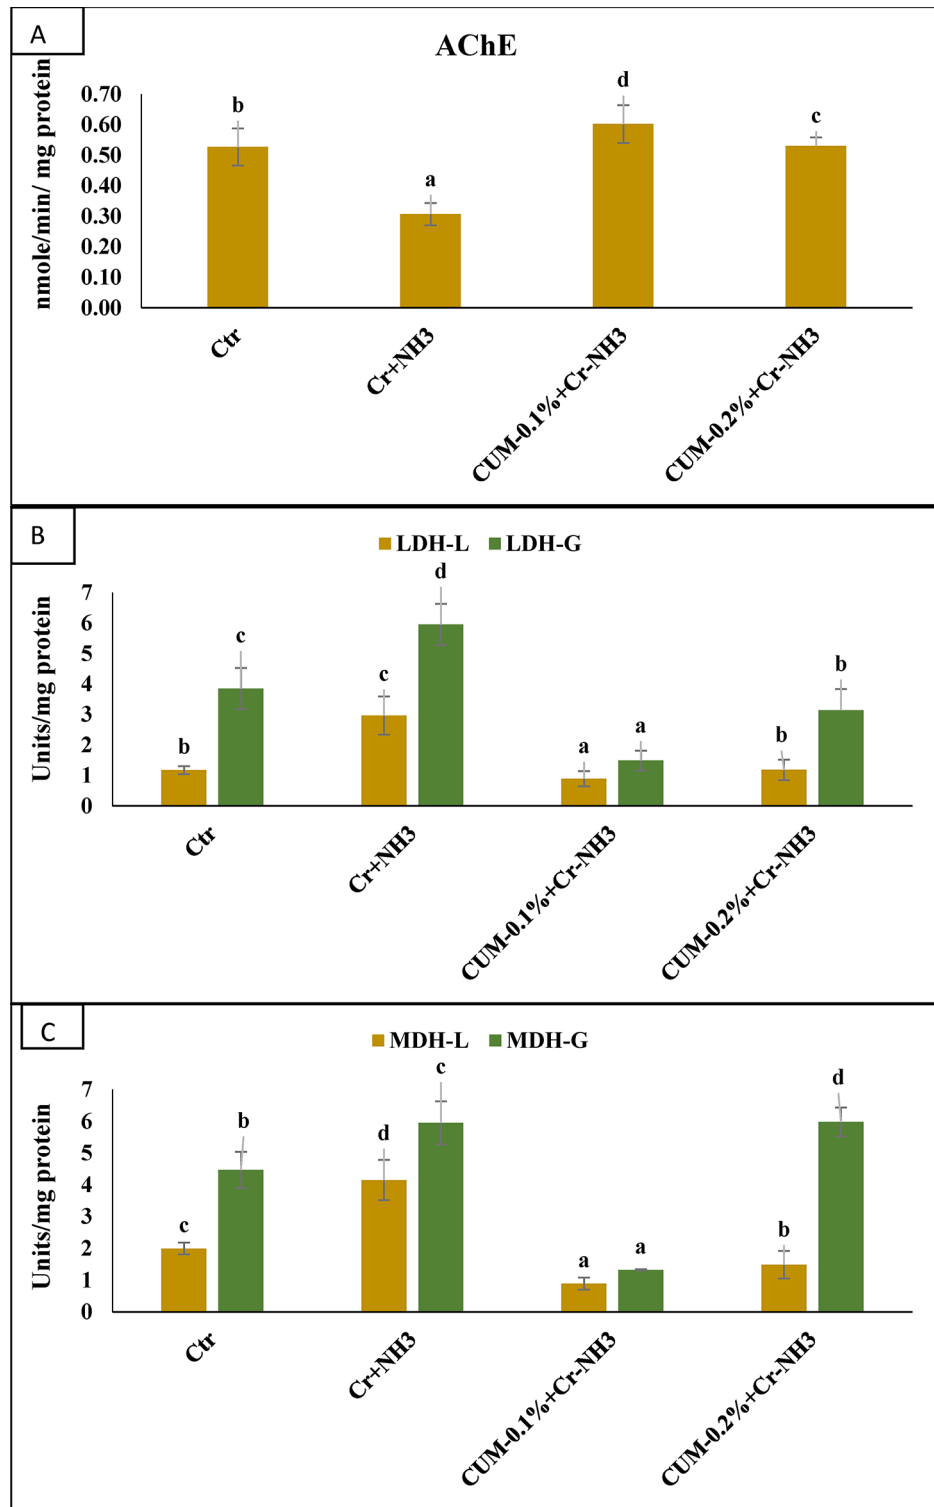 A
AChE
nmole/min/ mg protein
0.70
0.60
0.50
0.40
0.30
0.20
0.10
0.00
b
a
d
c
Ctr
Cr+NH3
CUM-0.1%+Cr-NH3
CUM-0.2%+Cr-NH3
B
LDH-L LDH-G
Units/mg protein
7
6
5
4
3
2
1
0
b
c
c
d
a
a
b
b
Ctr
Cr+NH3
CUM-0.1%+Cr-NH3
CUM-0.2%+Cr-NH3
C
MDH-L MDH-G
Units/mg protein
7
6
5
4
3
2
1
0
c
b
d
c
a
a
b
d
Ctr
Cr+NH3
CUM-0.1%+Cr-NH3
CUM-0.2%+Cr-NH3